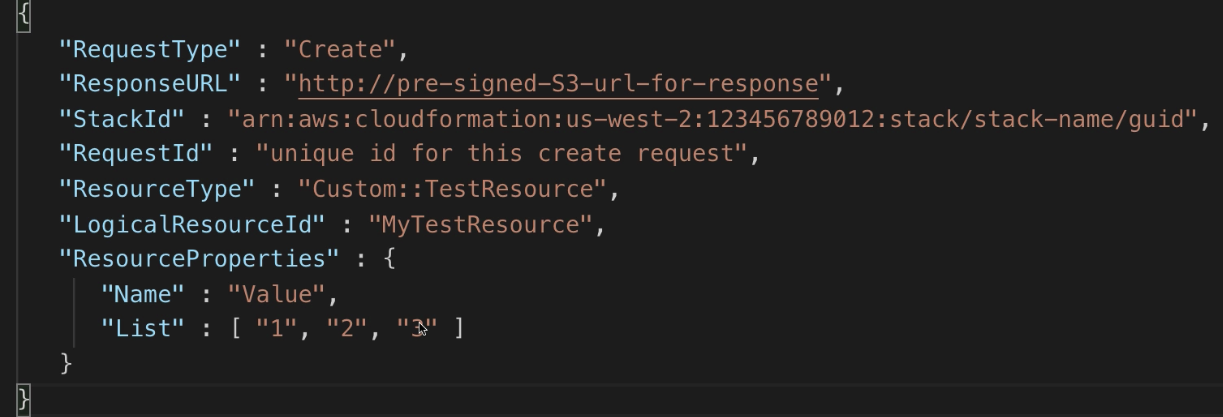 {
"RequestType" : "Create",
"ResponseURL" : "http://pre-signed-S3-url-for-response",
"StackId" : "arn:aws:cloudformation:us-west-2:123456789012:stack/stack-name/guid",
"RequestId" : "unique id for this create request",
"ResourceType" : "Custom::TestResource",
"LogicalResourceId" : "MyTestResource",
"ResourceProperties" : {
"Name" : "Value",
"List" : [ "1", "2", "3" ]
}
}